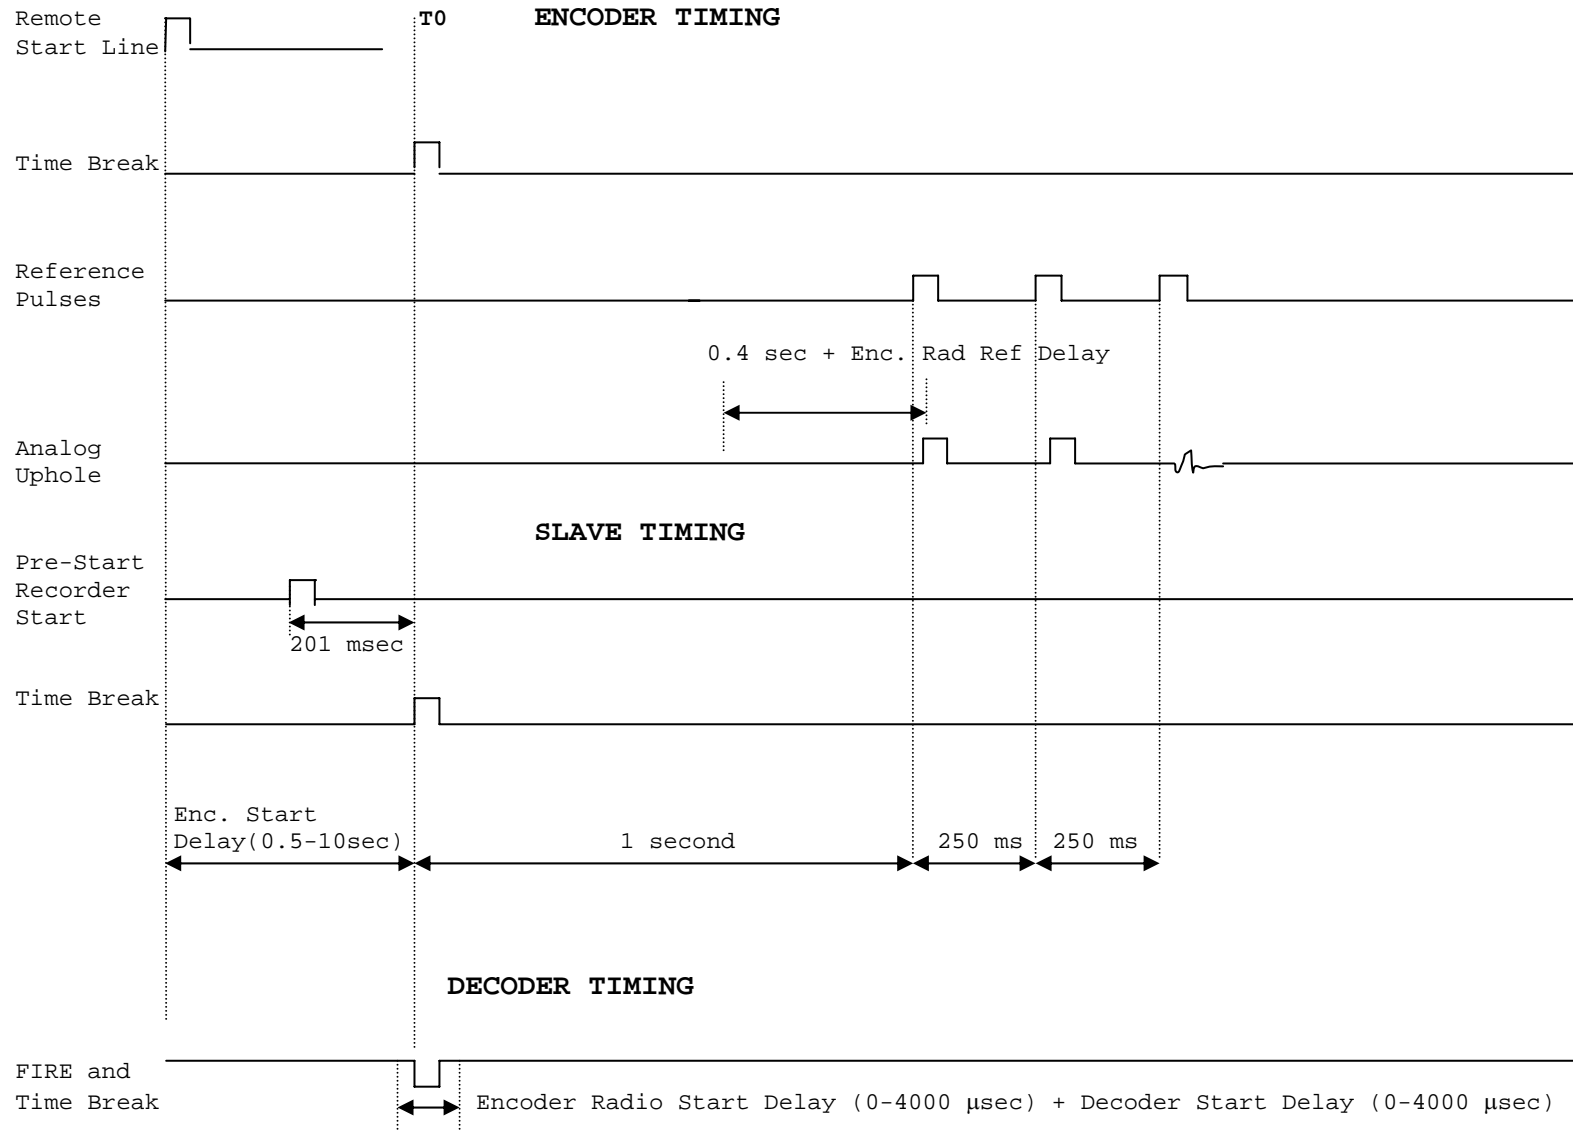 Remote
Start Line
T0
ENCODER TIMING
Time Break
Reference
Pulses
0.4 sec + Enc. Rad Ref Delay
Analog
Uphole
SLAVE TIMING
Pre-Start
Recorder
Start
201 msec
Time Break
Enc. Start
Delay(0.5-10sec)
1 second
250 ms
250 ms
DECODER TIMING
FIRE and
Time Break
Encoder Radio Start Delay (0-4000 μsec) + Decoder Start Delay (0-4000 μsec)